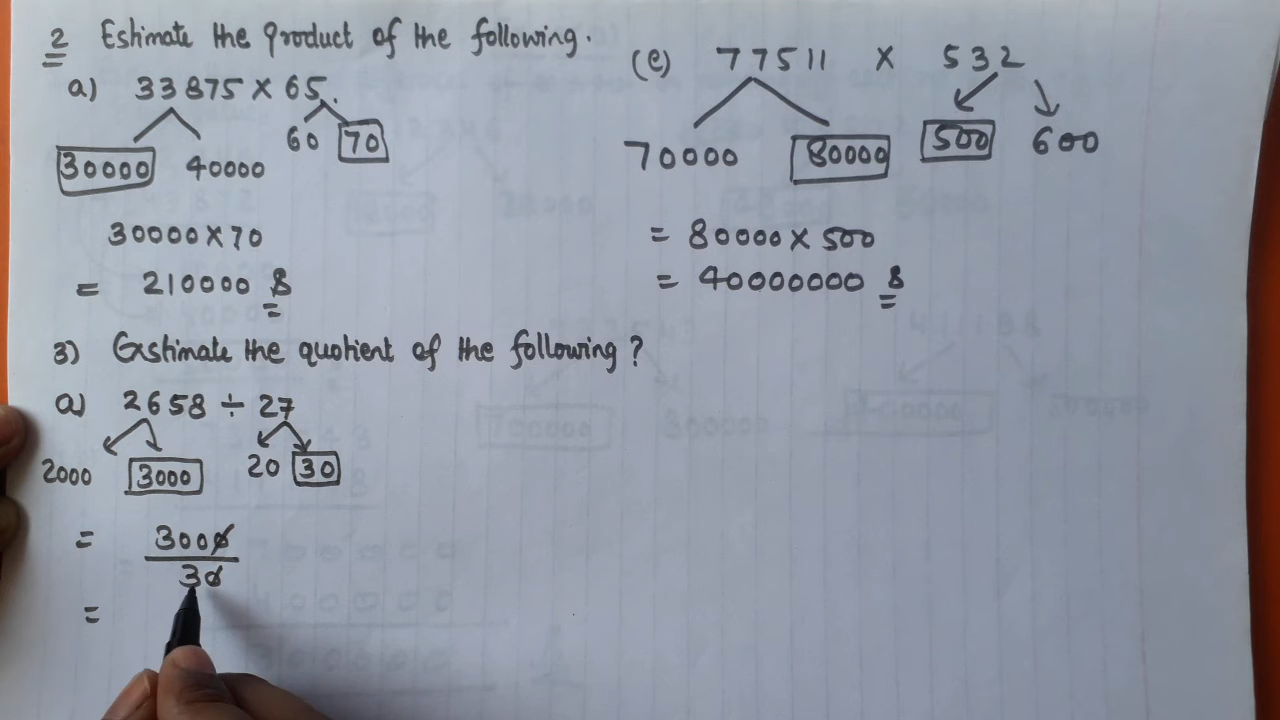 2 Estimate the product of the following.
a) 33875 × 65.
60 70
30000 40000
30000 × 70
= 210000 8
(e) 77511 × 532
70000 80000 500 600
= 80000 × 500
= 40000000 8
3) Estimate the quotient of the following?
a) 2658 ÷ 27
2000 3000 20 30
= 3000
30
=